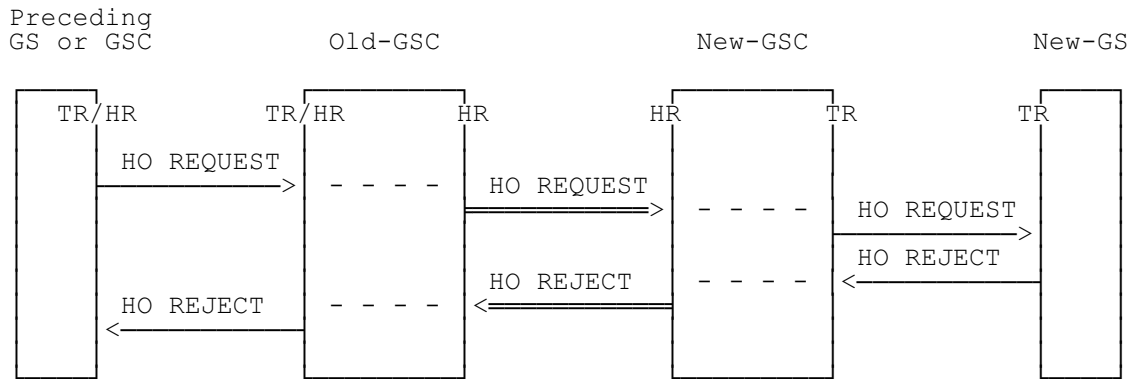 Preceding
GS or GSC Old-GSC New-GSC New-GS
TR/HR TR/HR HR HR TR TR
HO REQUEST
HO REQUEST
HO REQUEST
HO REJECT
HO REJECT
HO REJECT